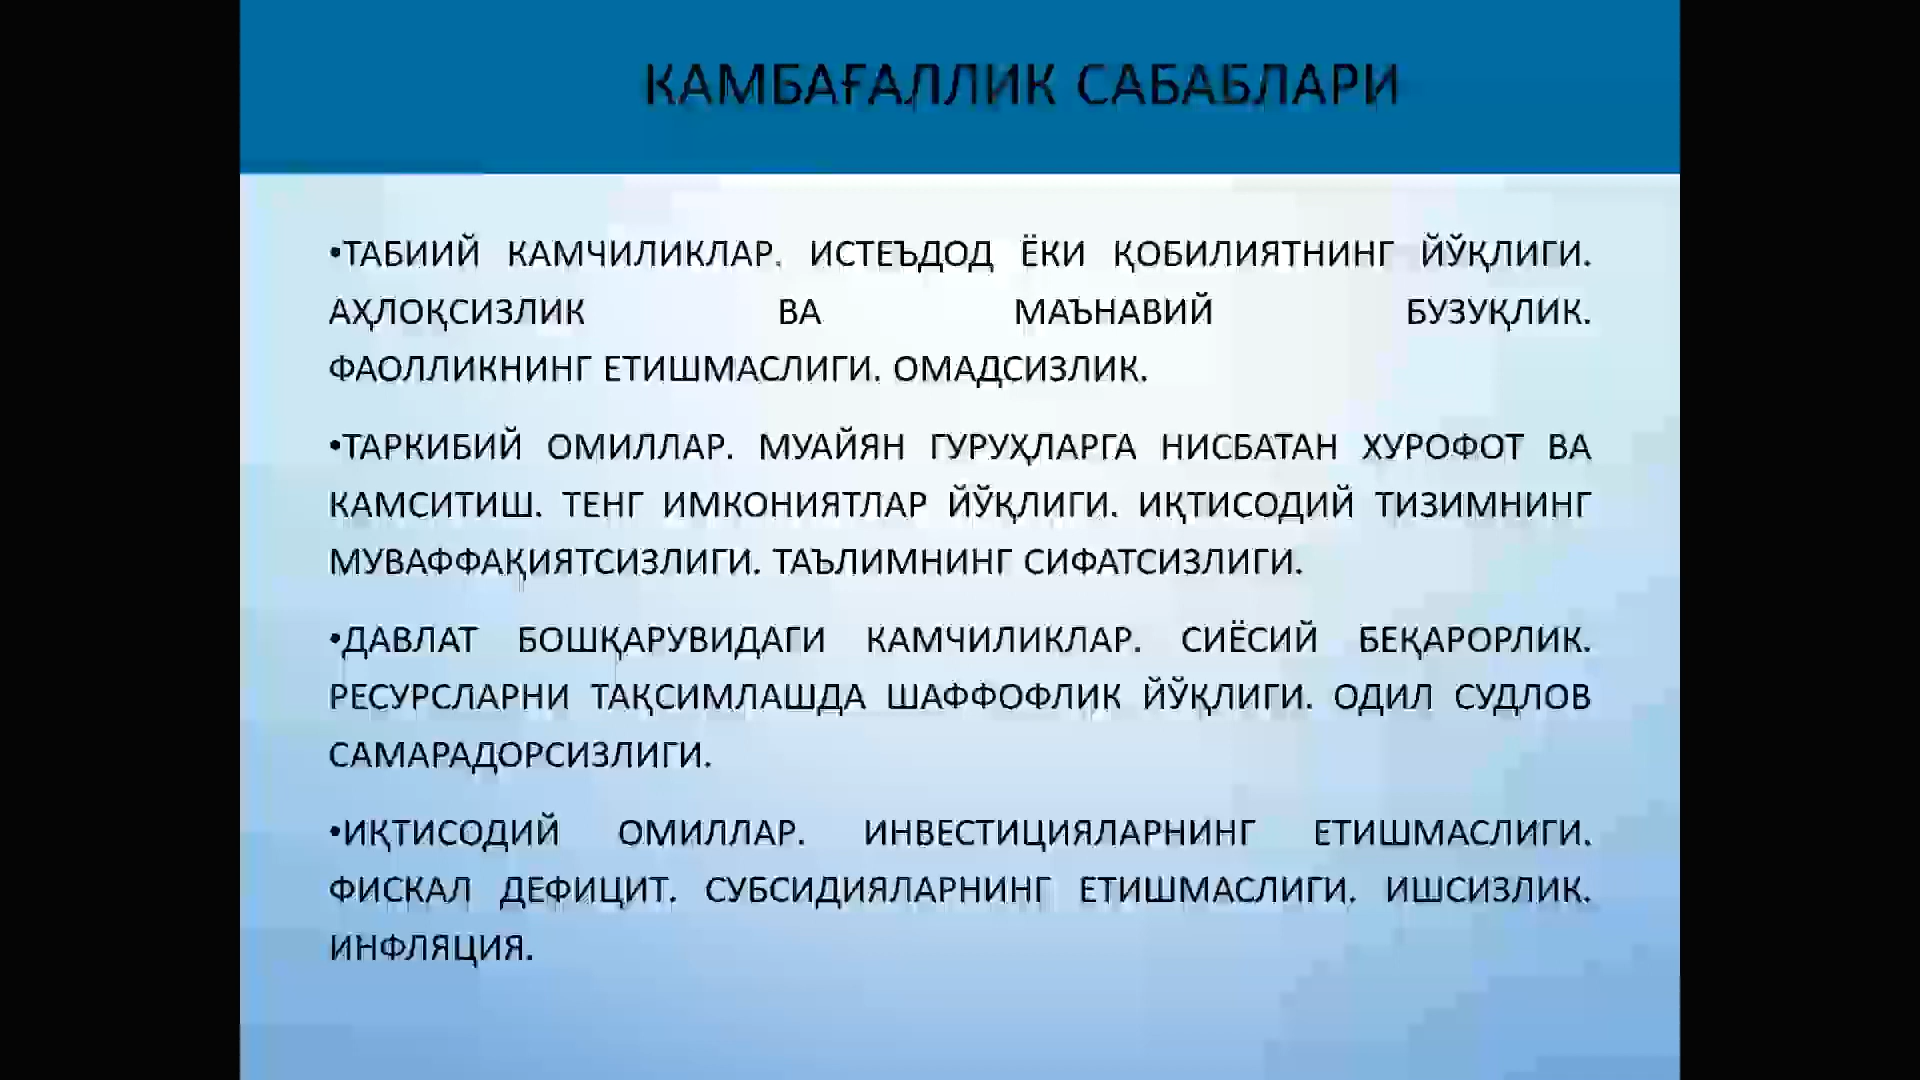 КАМБАҒАЛЛИК САБАБЛАРИ
•ТАБИИЙ КАМЧИЛИКЛАР. ИСТЕЪДОД ЁКИ ҚОБИЛИЯТНИНГ ЙЎҚЛИГИ.
АҲЛОҚСИЗЛИК ВА МАЪНАВИЙ БУЗУҚЛИК.
ФАОЛЛИКНИНГ ЕТИШМАСЛИГИ. ОМАДСИЗЛИК.
•ТАРКИБИЙ ОМИЛЛАР. МУАЙЯН ГУРУҲЛАРГА НИСБАТАН ХУРОФОТ ВА
КАМСИТИШ. ТЕНГ ИМКОНИЯТЛАР ЙЎҚЛИГИ. ИҚТИСОДИЙ ТИЗИМНИНГ
МУВАФФАҚИЯТСИЗЛИГИ. ТАЪЛИМНИНГ СИФАТСИЗЛИГИ.
•ДАВЛАТ БОШҚАРУВИДАГИ КАМЧИЛИКЛАР. СИЁСИЙ БЕҚАРОРЛИК.
РЕСУРСЛАРНИ ТАҚСИМЛАШДА ШАФФОФЛИК ЙЎҚЛИГИ. ОДИЛ СУДЛОВ
САМАРАДОРСИЗЛИГИ.
•ИҚТИСОДИЙ ОМИЛЛАР. ИНВЕСТИЦИЯЛАРНИНГ ЕТИШМАСЛИГИ.
ФИСКАЛ ДЕФИЦИТ. СУБСИДИЯЛАРНИНГ ЕТИШМАСЛИГИ. ИШСИЗЛИК.
ИНФЛЯЦИЯ.